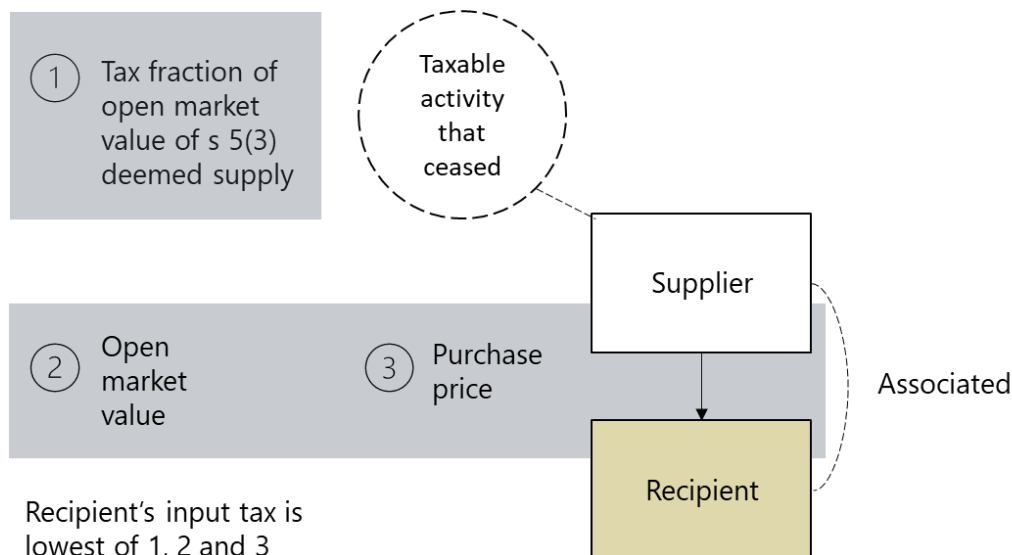 1
Tax fraction of
open market
value of s 5(3)
deemed supply
Taxable
activity
that
ceased
Supplier
2
Open
market
value
3
Purchase
price
Associated
Recipient
Recipient's input tax is
lowest of 1, 2 and 3